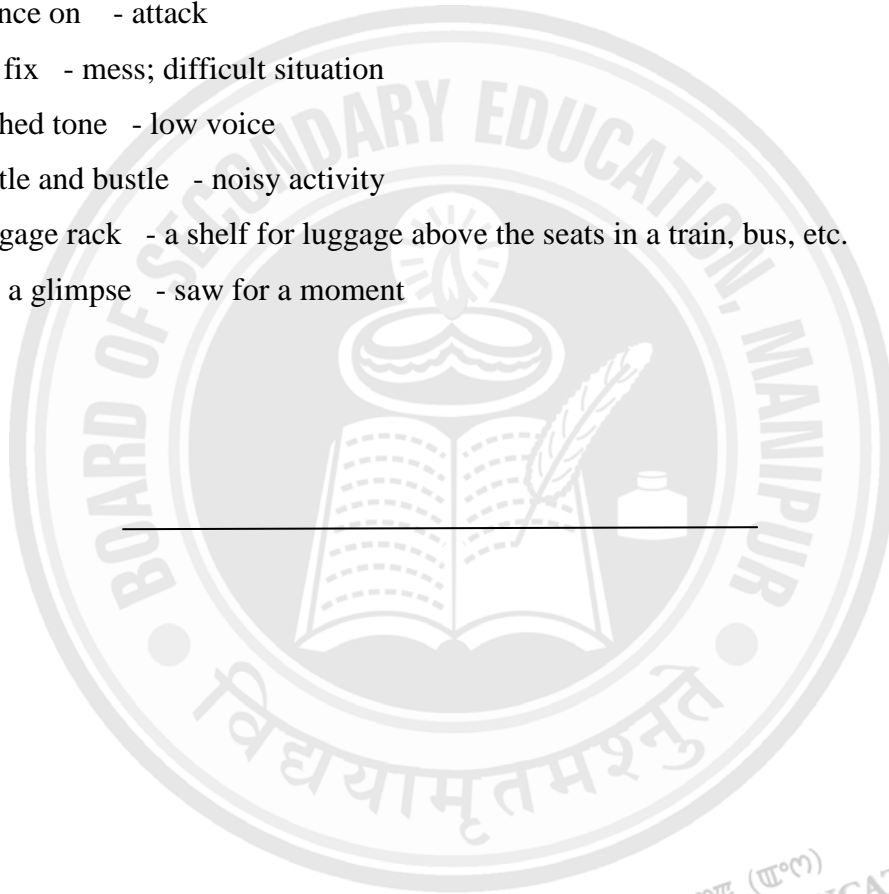 nce on - attack
fix - mess; difficult situation
hed tone - low voice
tle and bustle - noisy activity
gage rack - a shelf for luggage above the seats in a train, bus, etc.
a glimpse - saw for a moment
BOARD OF SECONDARY EDUCATION, MANIPUR
विद्ययामृतमश्नुते